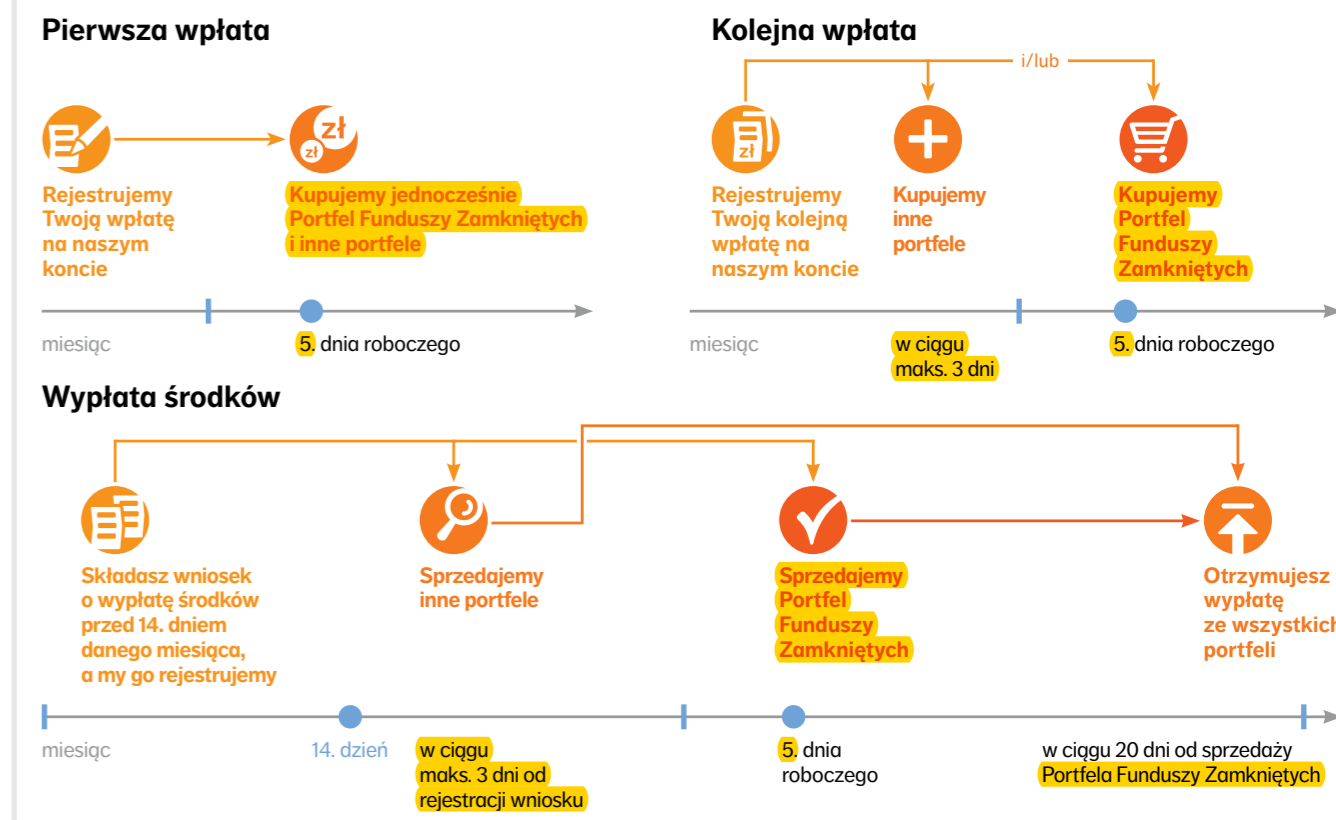 Pierwsza wpłata
zł
zł
Rejestrujemy
Twoją wpłatę
na naszym
koncie
Kupujemy jednocześnie
Portfel Funduszy Zamkniętych
i inne portfele
miesiąc
5. dnia roboczego
Kolejna wpłata
i/lub
zł
Rejestrujemy
Twoją kolejną
wpłatę na
naszym koncie
Kupujemy
inne
portfele
Kupujemy
Portfel
Funduszy
Zamkniętych
miesiąc
w ciągu
maks. 3 dni
5. dnia roboczego
Wypłata środków
Składasz wniosek
o wypłatę środków
przed 14. dniem
danego miesiąca,
a my go rejestrujemy
Sprzedajemy
inne portfele
Sprzedajemy
Portfel
Funduszy
Zamkniętych
Otrzymujesz
wypłatę
ze wszystkich
portfeli
miesiąc
14. dzień
w ciągu
maks. 3 dni od
rejestracji wniosku
5. dnia
roboczego
w ciągu 20 dni od sprzedaży
Portfela Funduszy Zamkniętych